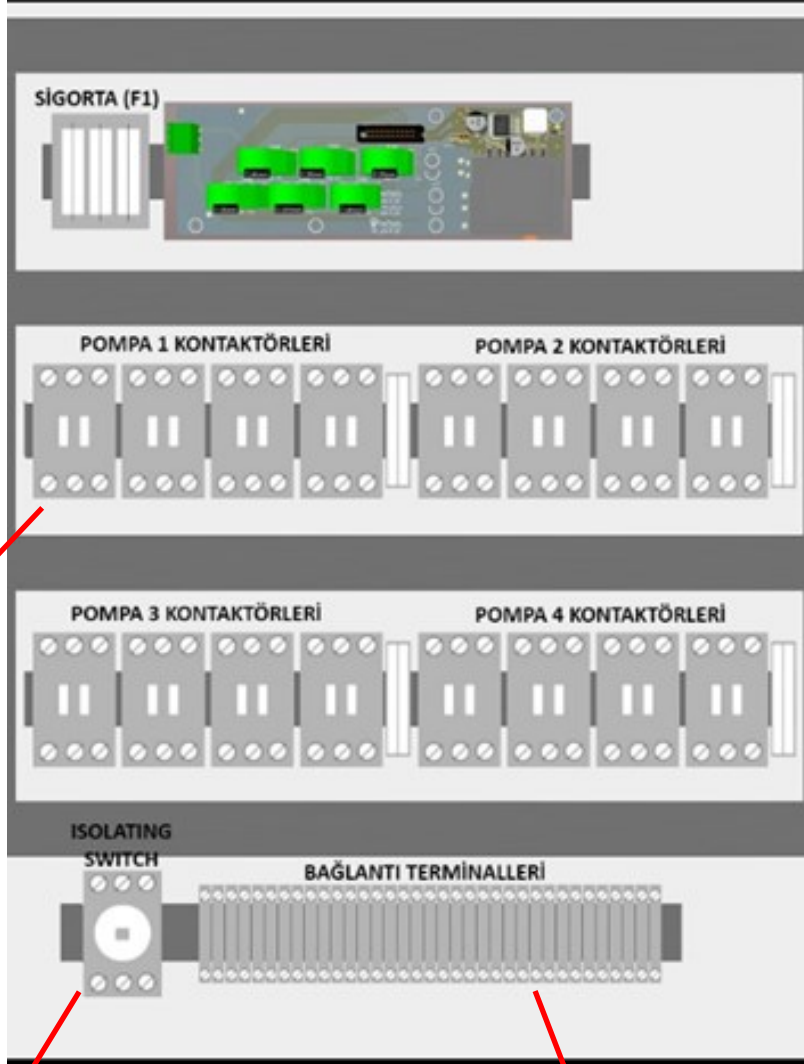 SİGORTA (F1)
POMPA 1 KONTAKTÖRLERİ
POMPA 2 KONTAKTÖRLERİ
POMPA 3 KONTAKTÖRLERİ
POMPA 4 KONTAKTÖRLERİ
ISOLATING
SWITCH
BAĞLANTI TERMİNALLERİ